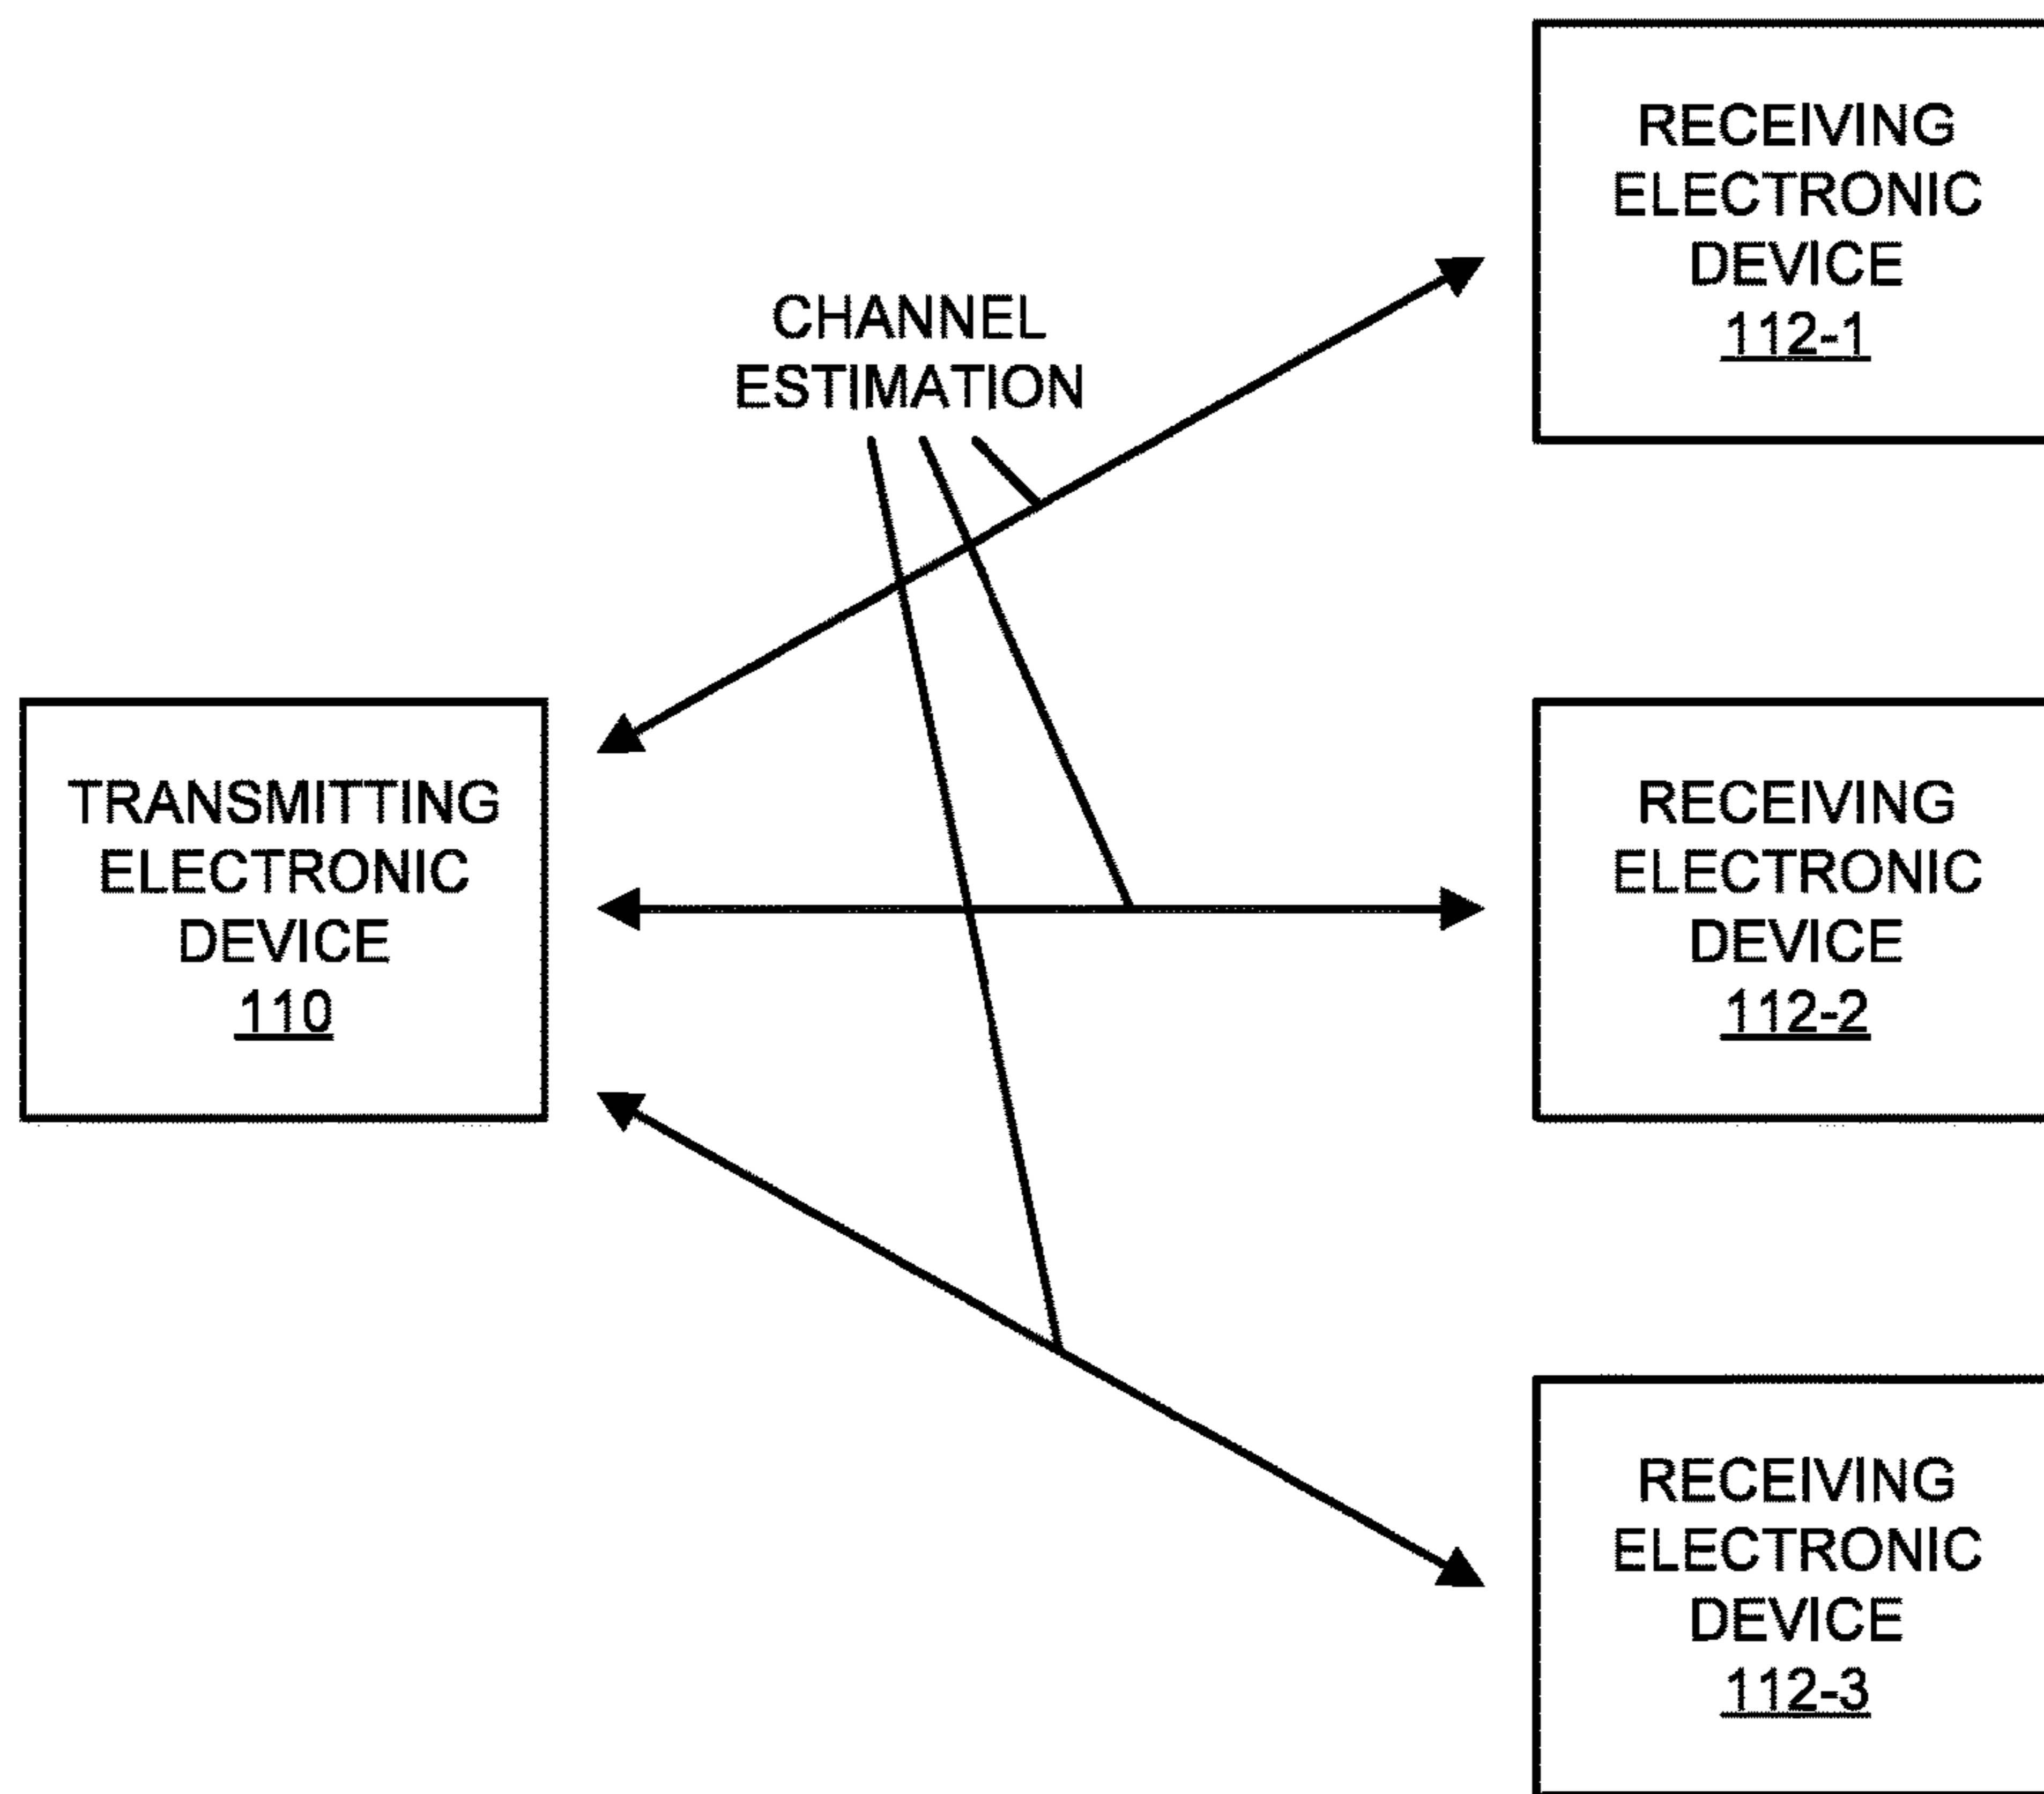 RECEIVING
ELECTRONIC
DEVICE
112-1
CHANNEL
ESTIMATION
TRANSMITTING
ELECTRONIC
DEVICE
110
RECEIVING
ELECTRONIC
DEVICE
112-2
RECEIVING
ELECTRONIC
DEVICE
112-3